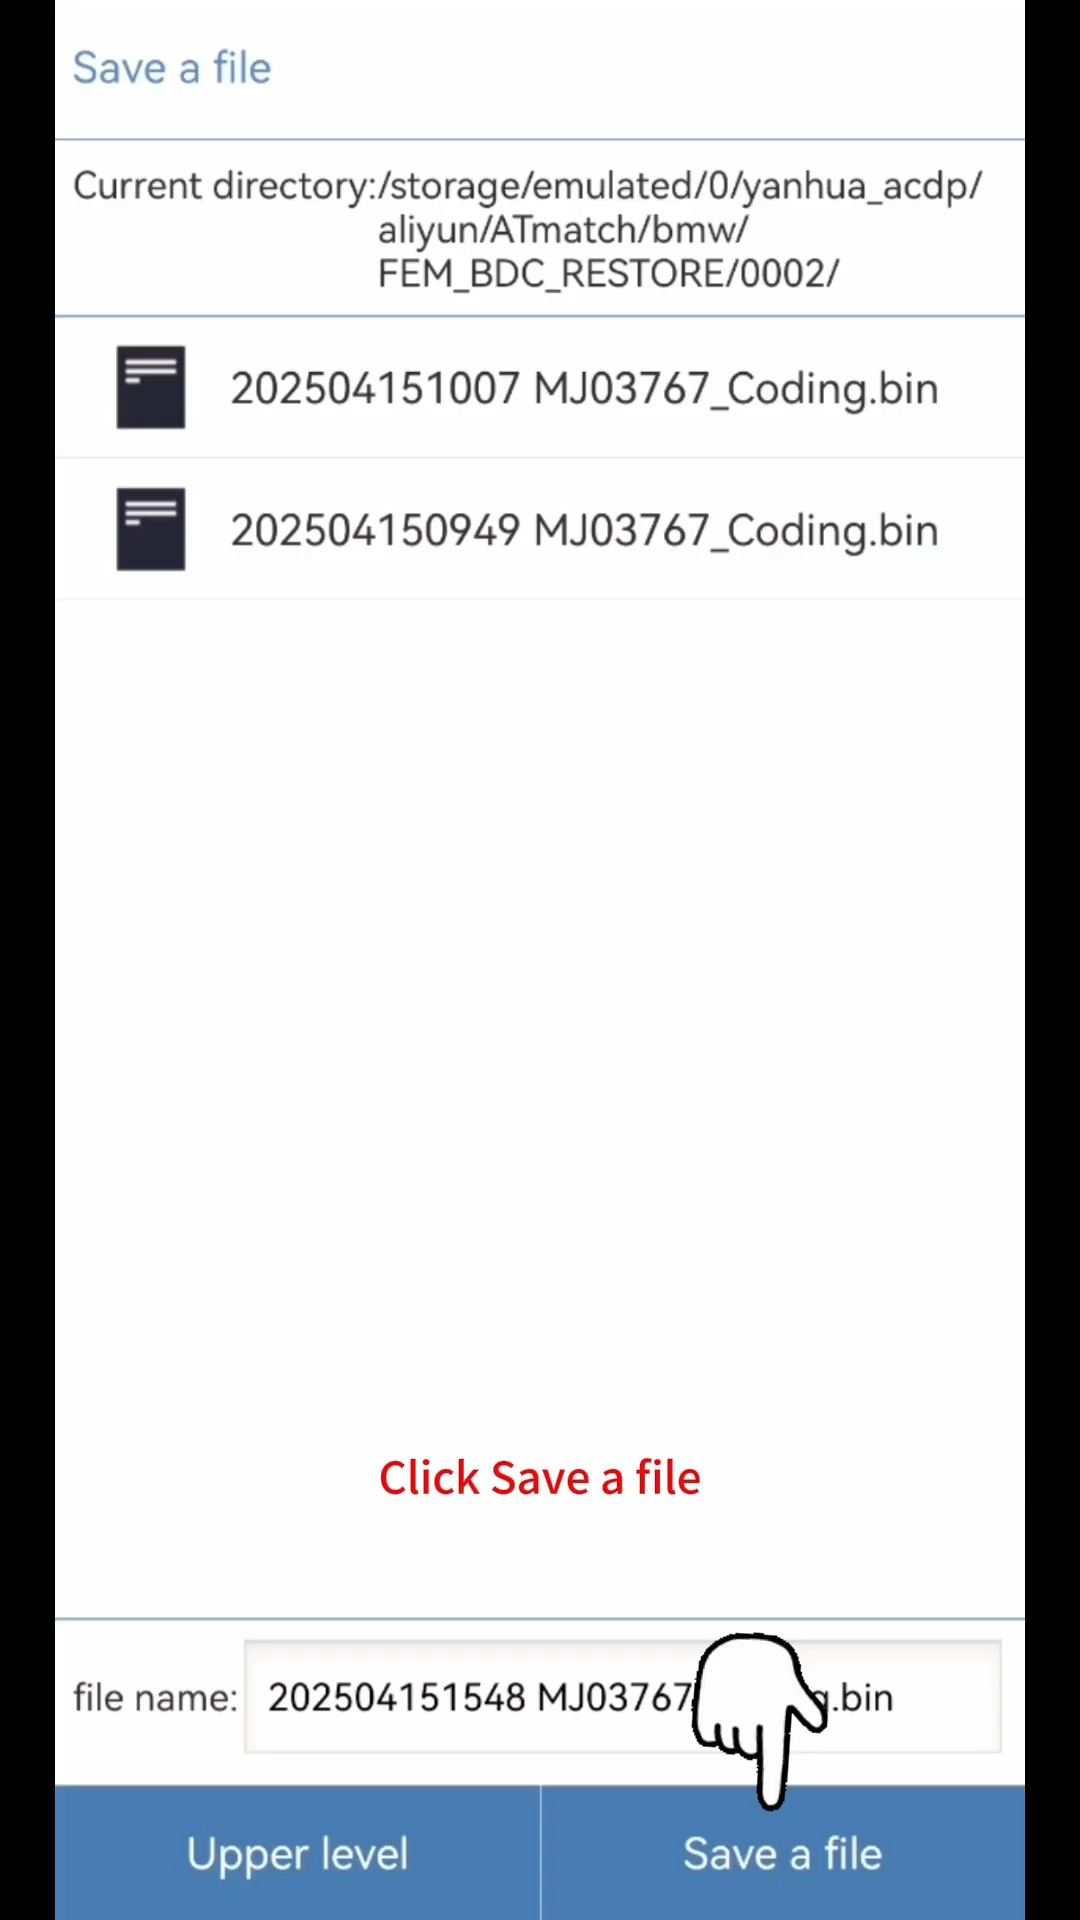 Save a file
Current directory:/storage/emulated/0/yanhua_acdp/
aliyun/ATmatch/bmw/
FEM_BDC_RESTORE/0002/
202504151007 MJ03767_Coding.bin
202504150949 MJ03767_Coding.bin
Click Save a file
file name: 202504151548 MJ03767 g.bin
Upper level
Save a file